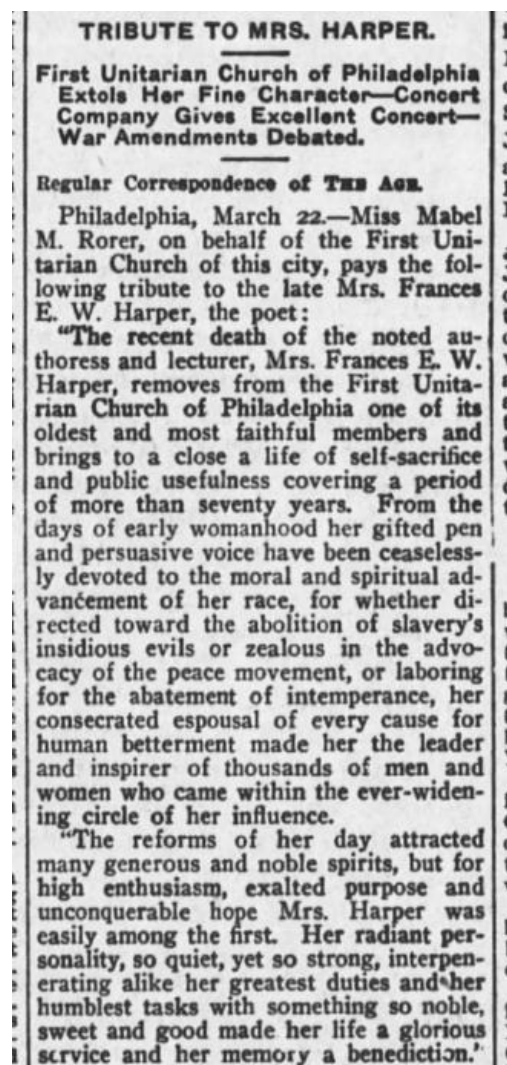 TRIBUTE TO MRS. HARPER.
First Unitarian Church of Philadelphia
Extols Her Fine Character—Concert
Company Gives Excellent Concert—
War Amendments Debated.
Regular Correspondence of THE AGE.
Philadelphia, March 22.—Miss Mabel
M. Rorer, on behalf of the First Uni-
tarian Church of this city, pays the fol-
lowing tribute to the late Mrs. Frances
E. W. Harper, the poet:
"The recent death of the noted au-
thoress and lecturer, Mrs. Frances E. W.
Harper, removes from the First Unita-
rian Church of Philadelphia one of its
oldest and most faithful members and
brings to a close a life of self-sacrifice
and public usefulness covering a period
of more than seventy years. From the
days of early womanhood her gifted pen
and persuasive voice have been ceaseless-
ly devoted to the moral and spiritual ad-
vancement of her race, for whether di-
rected toward the abolition of slavery's
insidious evils or zealous in the advo-
cacy of the peace movement, or laboring
for the abatement of intemperance, her
consecrated espousal of every cause for
human betterment made her the leader
and inspirer of thousands of men and
women who came within the ever-widen-
ing circle of her influence.
"The reforms of her day attracted
many generous and noble spirits, but for
high enthusiasm, exalted purpose and
unconquerable hope Mrs. Harper was
easily among the first. Her radiant per-
sonality, so quiet, yet so strong, interpen-
erating alike her greatest duties and her
humblest tasks with something so noble,
sweet and good made her life a glorious
service and her memory a benediction."